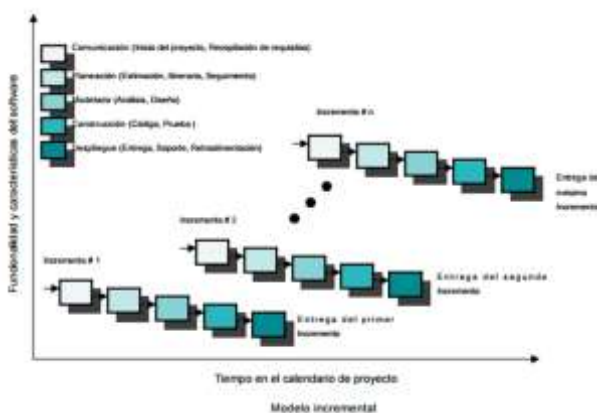 Comunicación (Inicio del proyecto, Recopilación de requisitos)
Planeación (Estimación, Itinerario, Seguimiento)
Modelado (Análisis, Diseño)
Construcción (Código, Prueba)
Despliegue (Entrega, Soporte, Retroalimentación)
Incremento # n
Entrega de
Incremento
Incremento # 2
Entrega del segundo
Incremento
Incremento # 1
Entrega del primer
Incremento
Funcionalidad y características del software
Tiempo en el calendario de proyecto
Modelo incremental